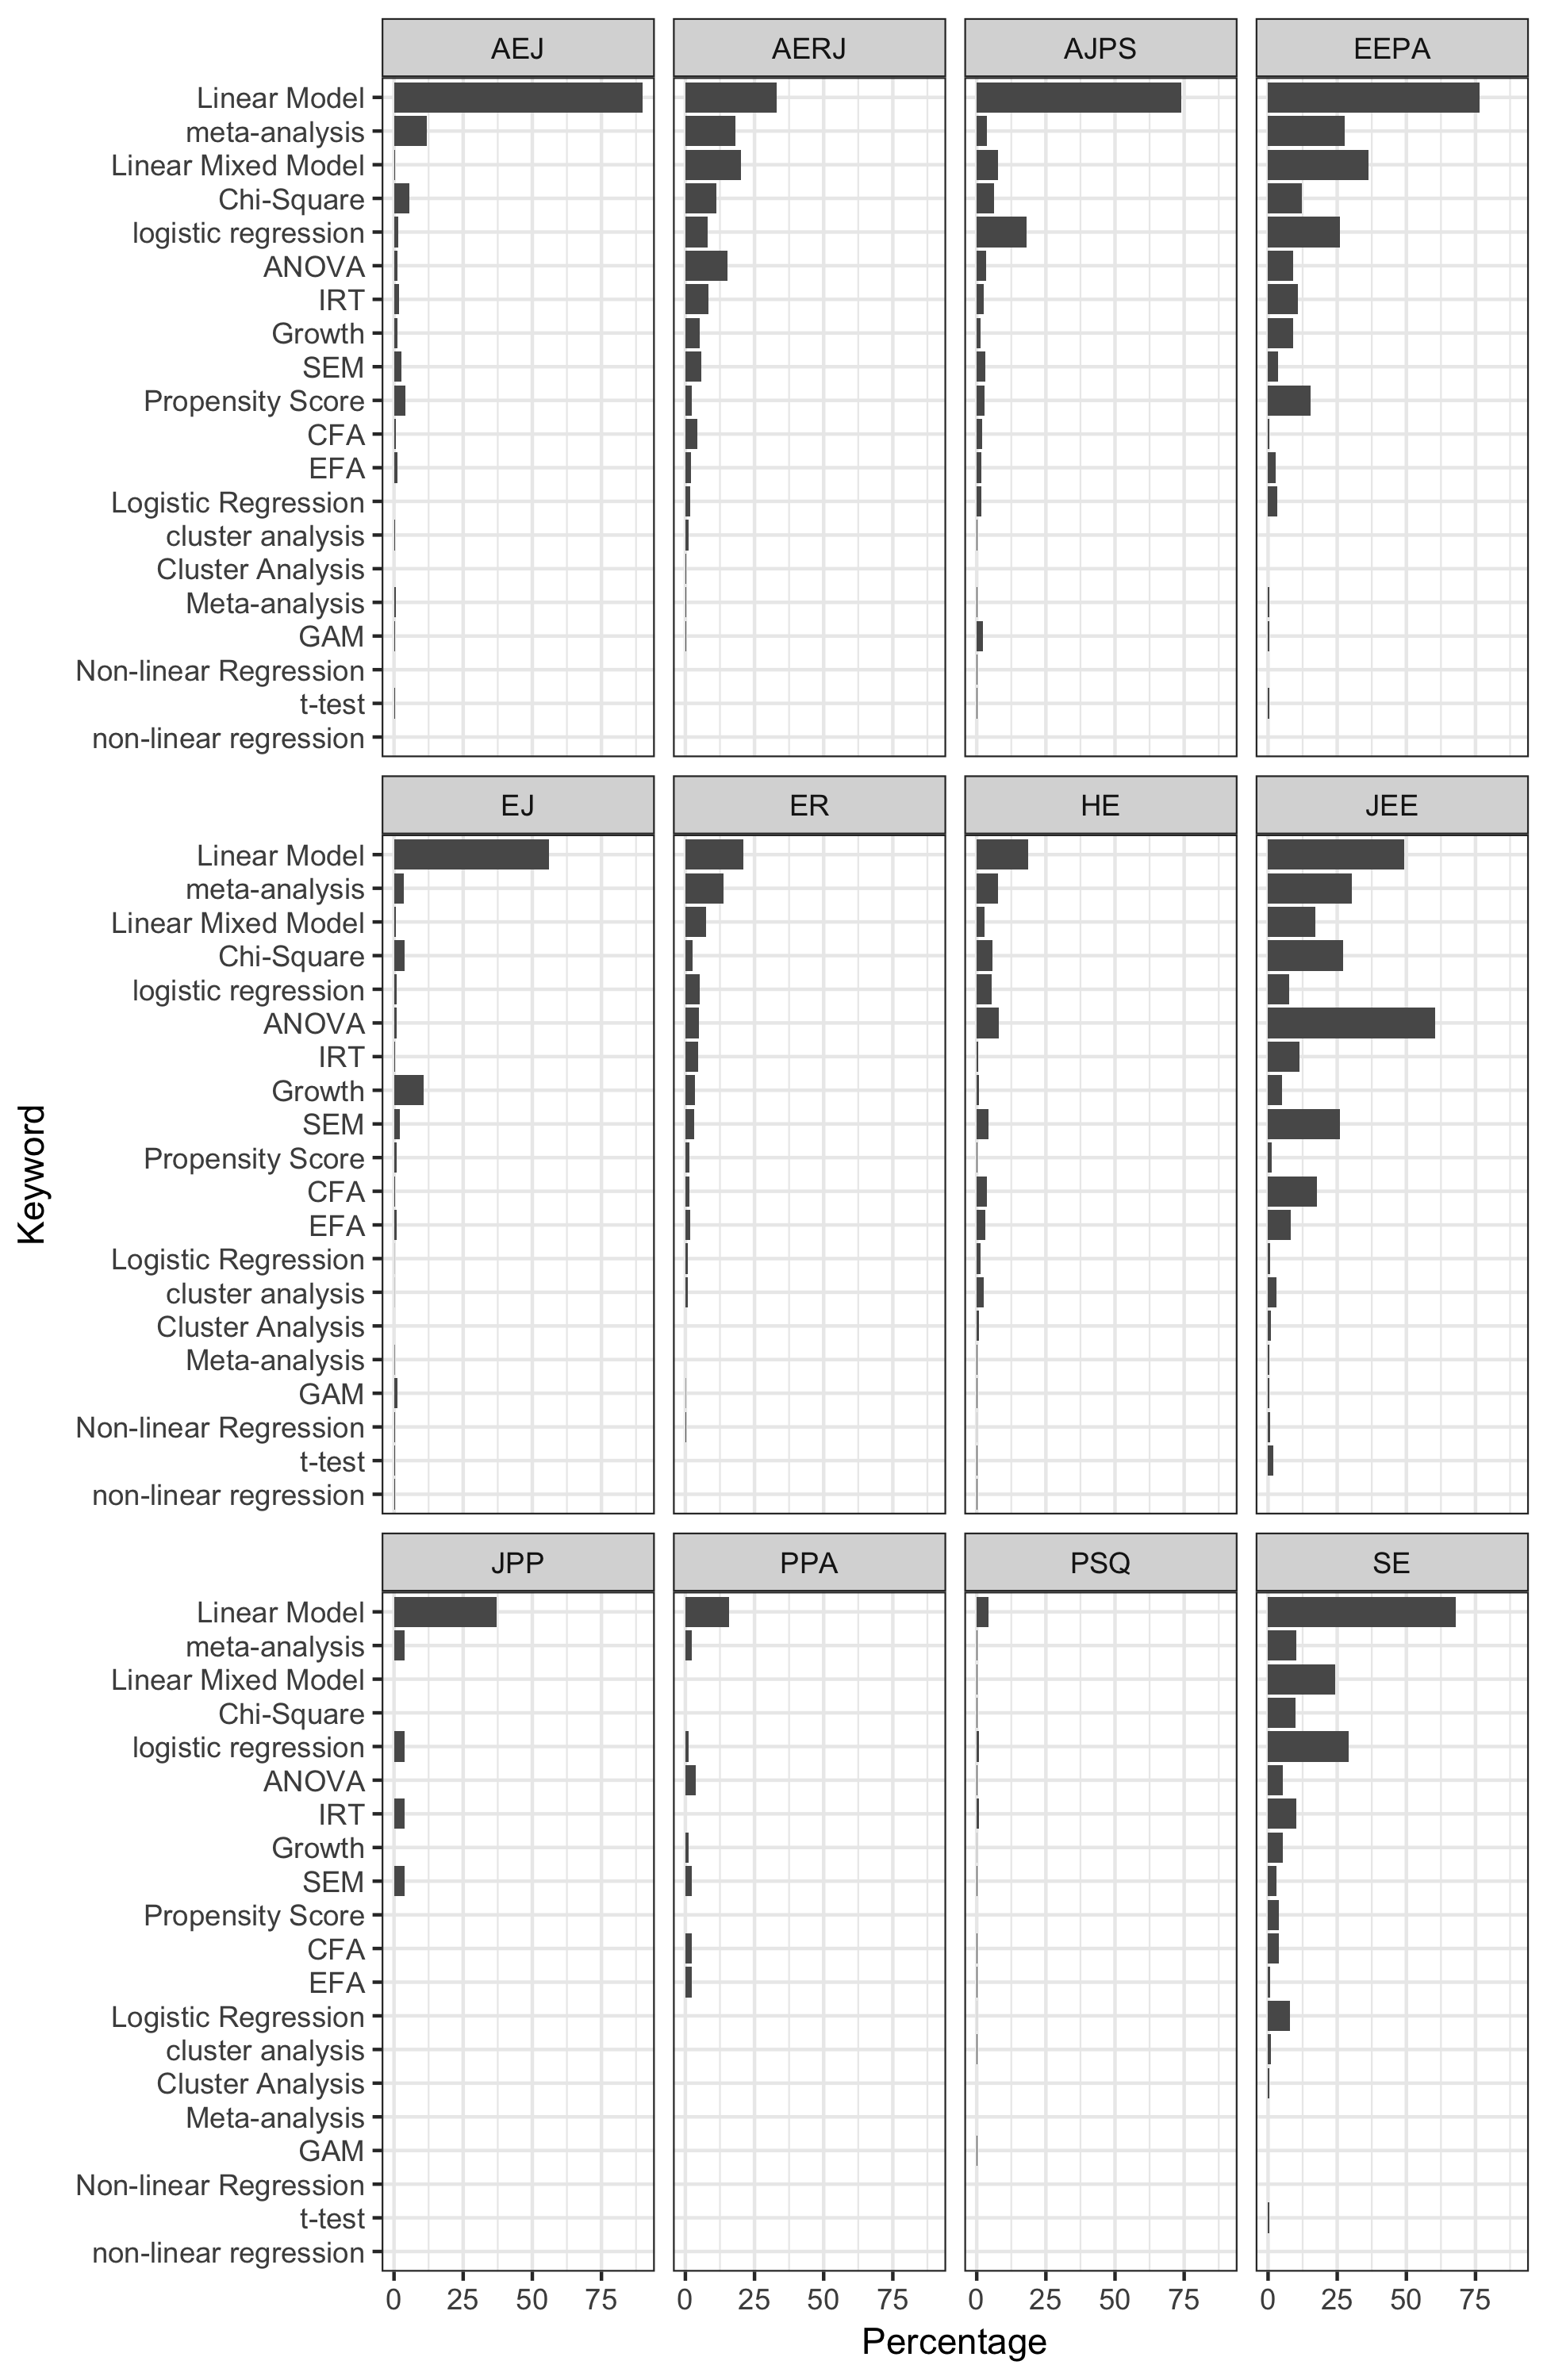 AEJ AERJ AJPS EEPA
Linear Model
meta-analysis
Linear Mixed Model
Chi-Square
logistic regression
ANOVA
IRT
Growth
SEM
Propensity Score
CFA
EFA
Logistic Regression
cluster analysis
Cluster Analysis
Meta-analysis
GAM
Non-linear Regression
t-test
non-linear regression
EJ ER HE JEE
Linear Model
meta-analysis
Linear Mixed Model
Chi-Square
logistic regression
ANOVA
IRT
Growth
SEM
Propensity Score
CFA
EFA
Logistic Regression
cluster analysis
Cluster Analysis
Meta-analysis
GAM
Non-linear Regression
t-test
non-linear regression
Keyword
JPP PPA PSQ SE
Linear Model
meta-analysis
Linear Mixed Model
Chi-Square
logistic regression
ANOVA
IRT
Growth
SEM
Propensity Score
CFA
EFA
Logistic Regression
cluster analysis
Cluster Analysis
Meta-analysis
GAM
Non-linear Regression
t-test
non-linear regression
0 25 50 75 0 25 50 75 0 25 50 75 0 25 50 75
Percentage